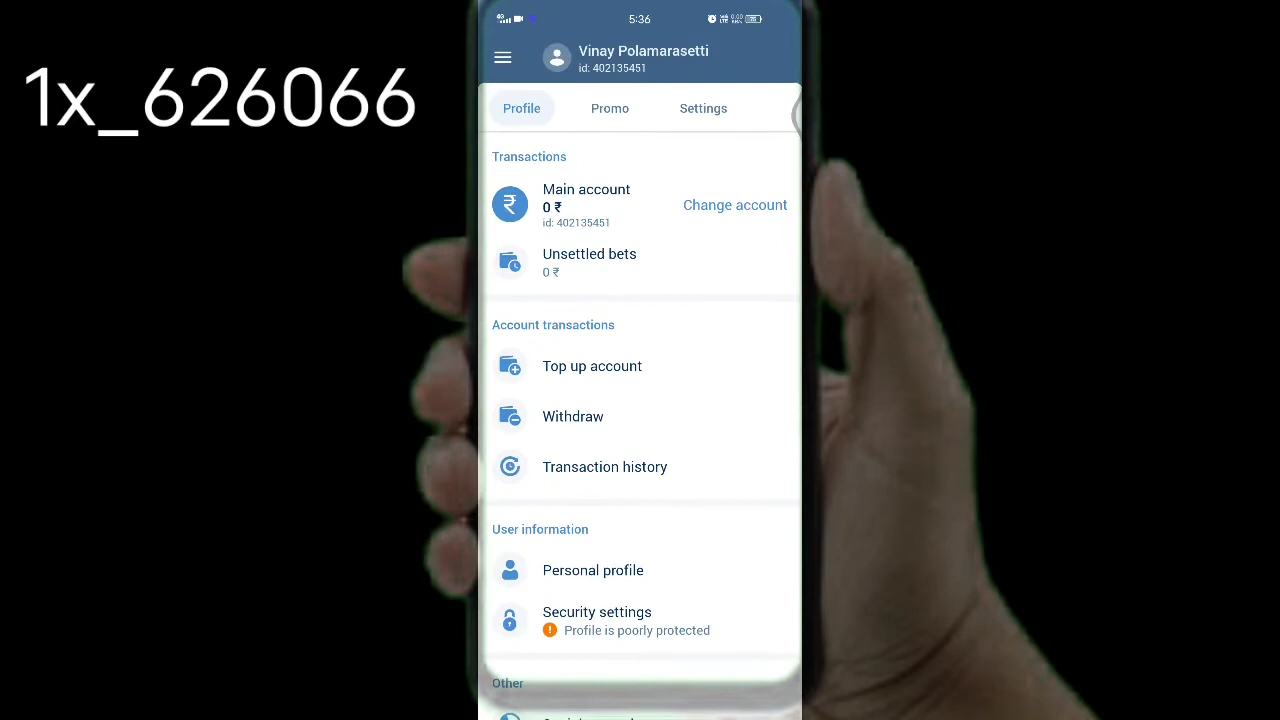 1x_626066
5:36
Vinay Polamarasetti
id: 402135451
Profile
Promo
Settings
Transactions
Main account
0 ₹
id: 402135451
Change account
Unsettled bets
0 ₹
Account transactions
Top up account
Withdraw
Transaction history
User information
Personal profile
Security settings
Profile is poorly protected
Other